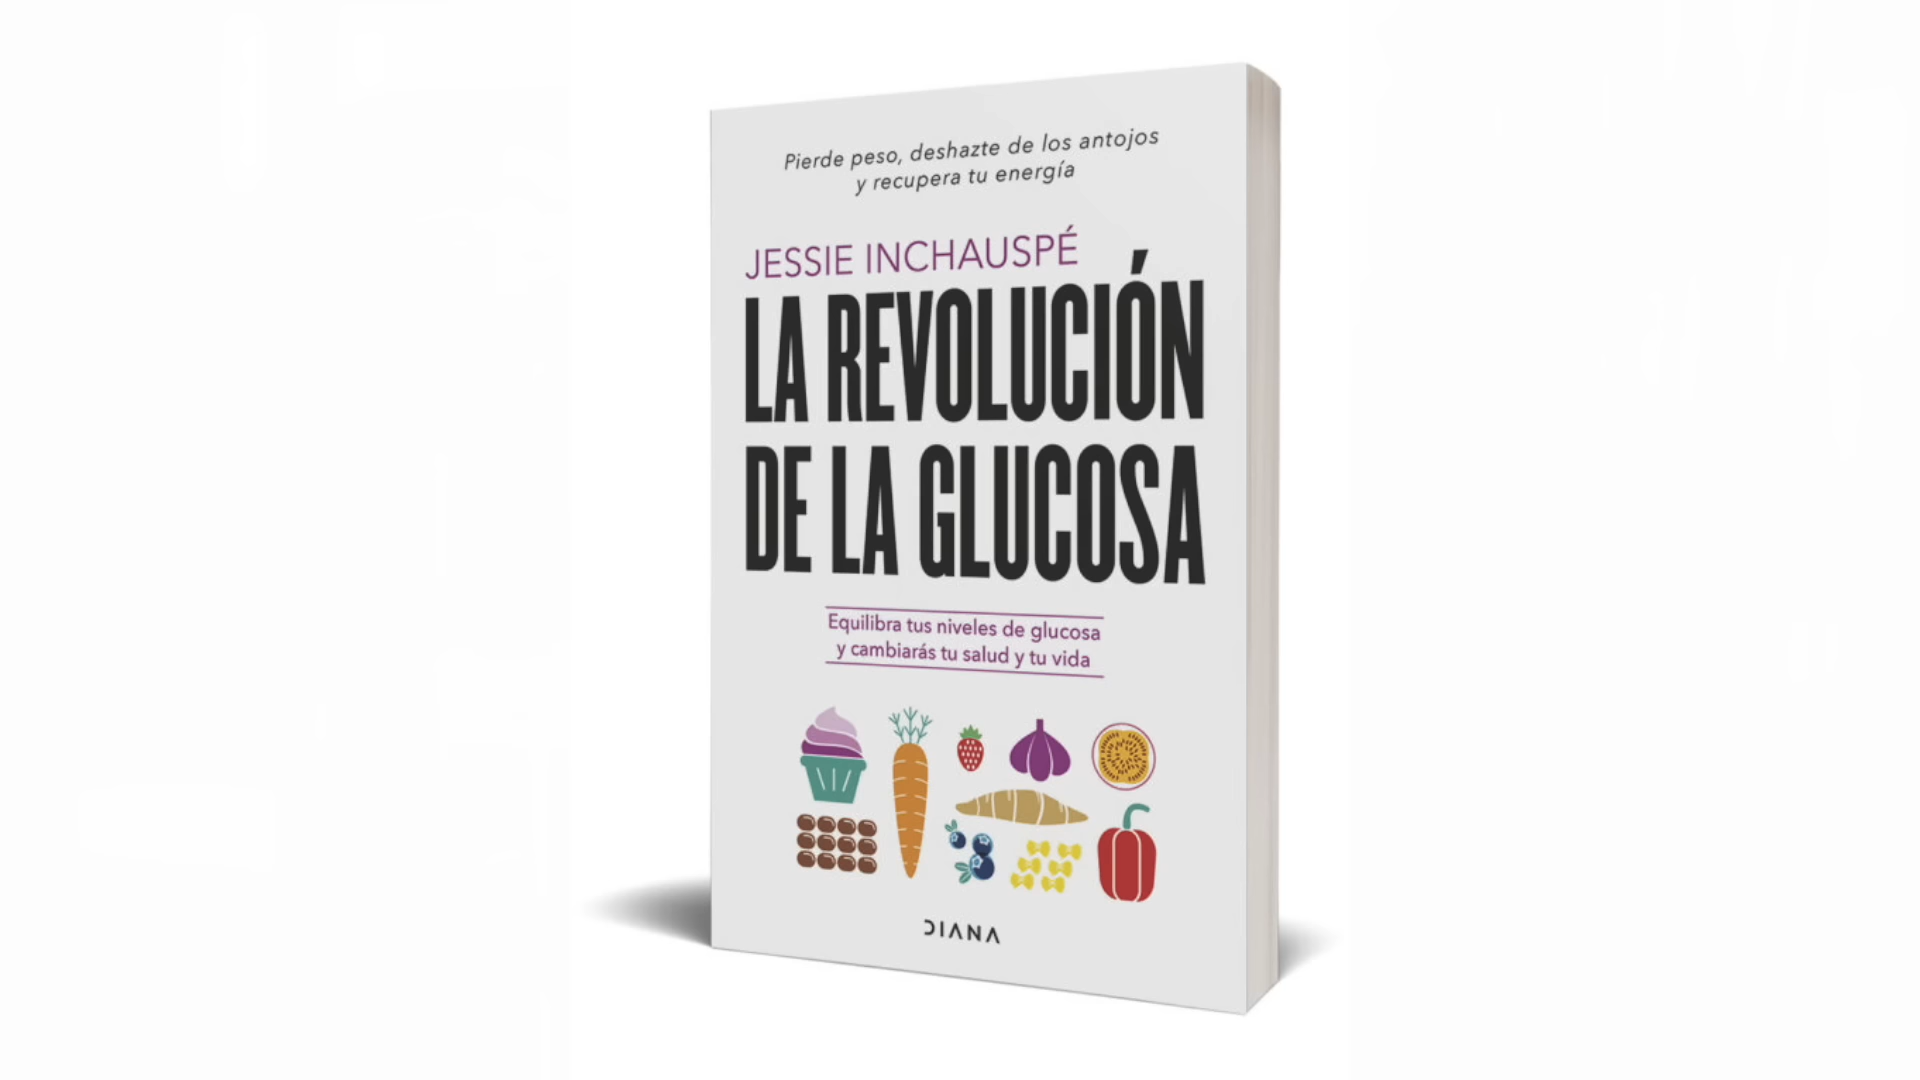 Pierde peso, deshazte de los antojos
y recupera tu energía
JESSIE INCHAUSPÉ
LA REVOLUCIÓN
DE LA GLUCOSA
Equilibra tus niveles de glucosa
y cambiarás tu salud y tu vida
DIANA